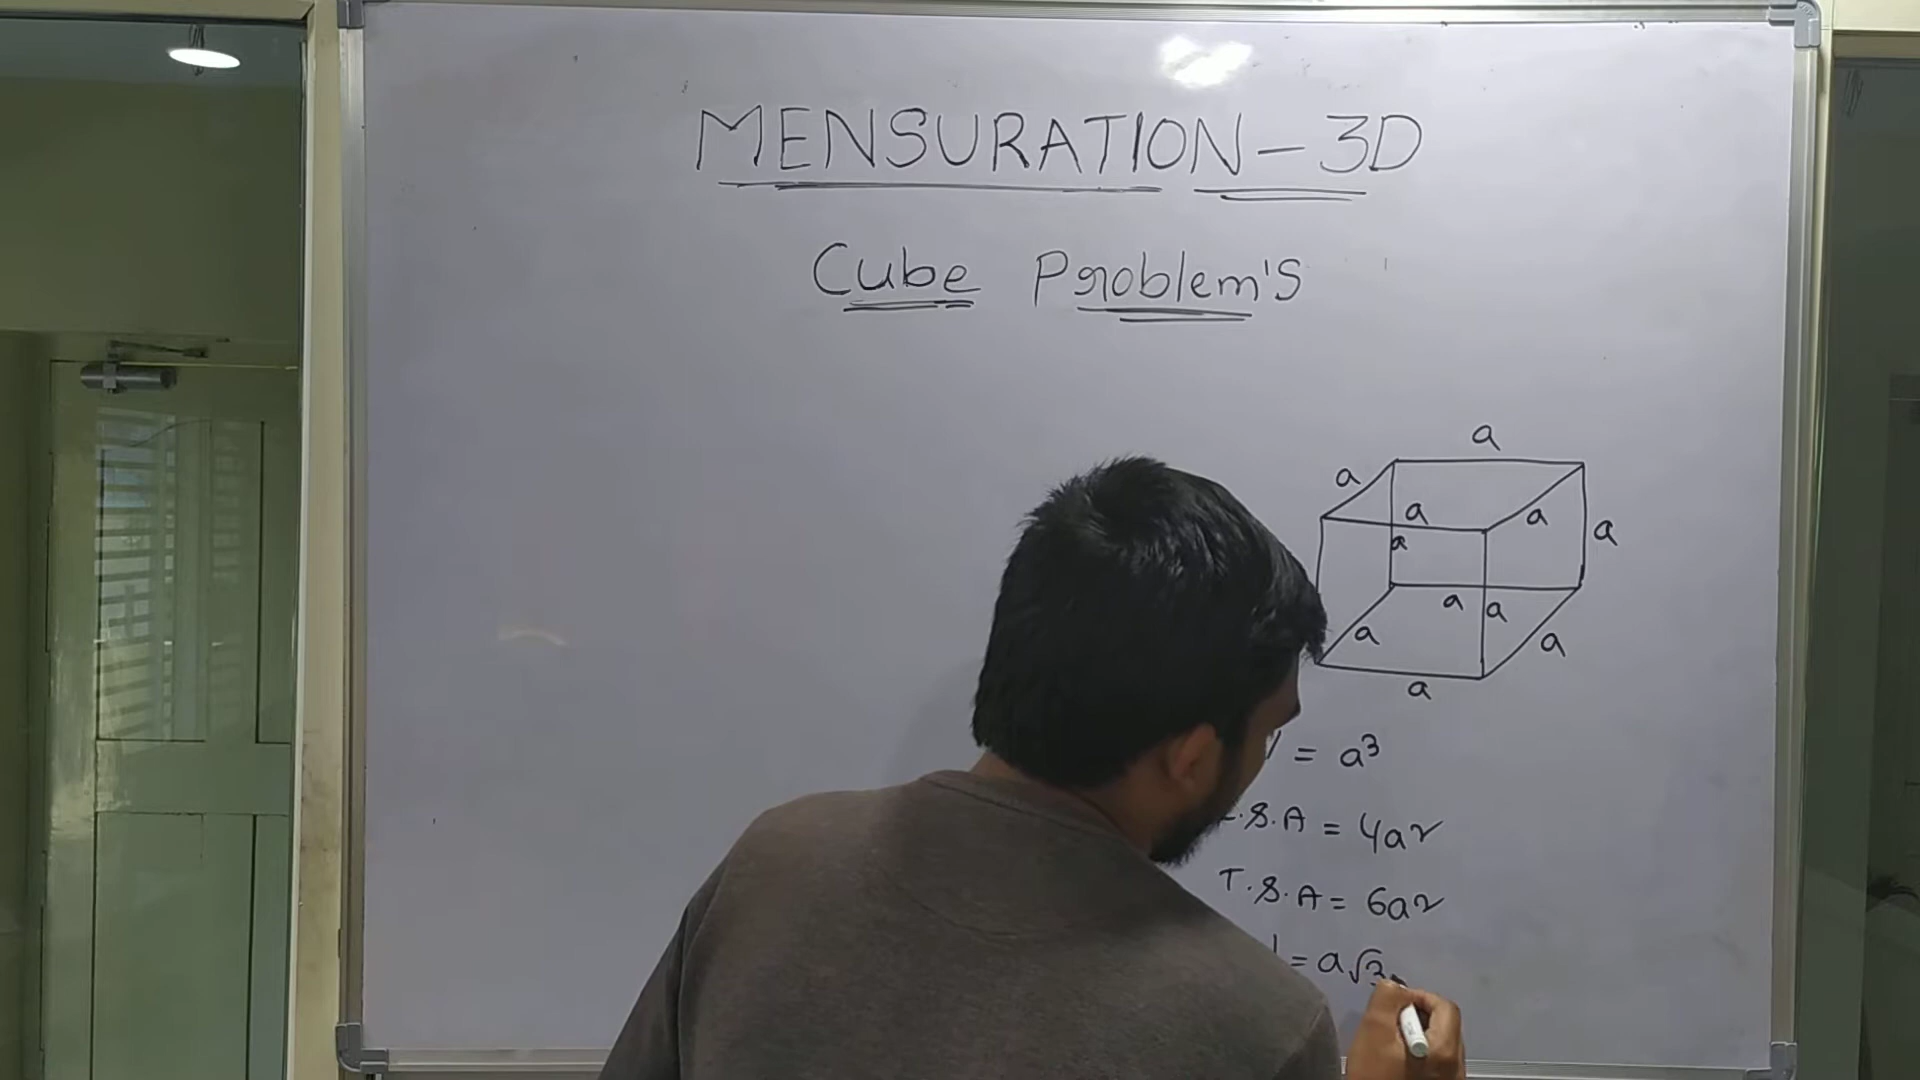 MENSURATION - 3D
Cube Problem's
a
a
a
a
a
a
a
a
a
a
a
= a³
.S.A = 4a²
T.S.A = 6a²
= a√3